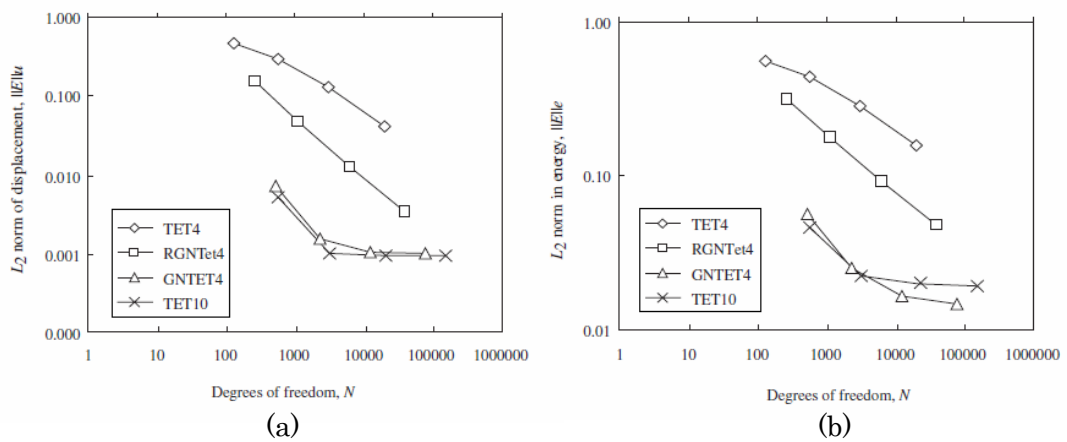 1.000
0.100
0.010
0.001
0.000
L2 norm of displacement, ||E||u
TET4
RGNTet4
GNTET4
TET10
1
10
100
1000
10000
100000
1000000
Degrees of freedom, N
(a)
1.00
0.10
0.01
L2 norm in energy, ||E||e
TET4
RGNTet4
GNTET4
TET10
1
10
100
1000
10000
100000
1000000
Degrees of freedom, N
(b)